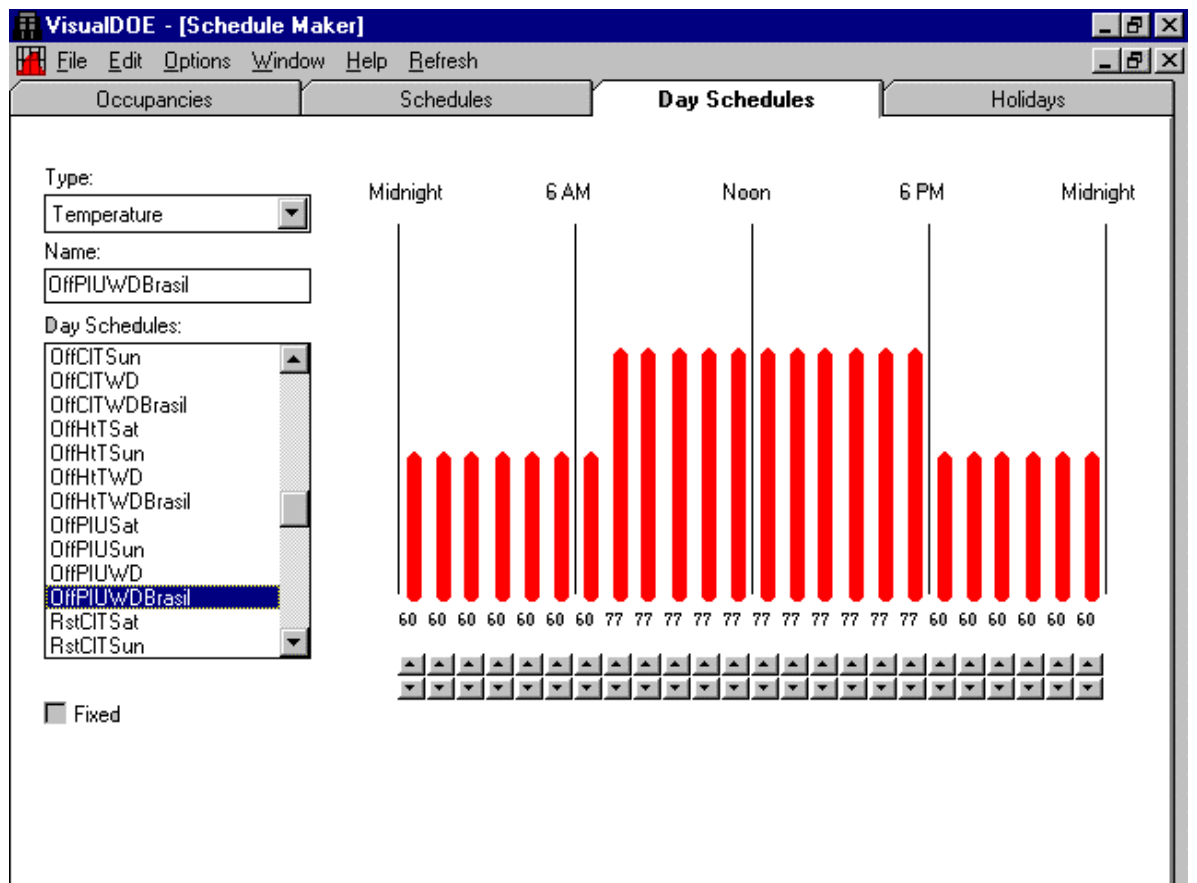 VisualDOE - [Schedule Maker]
File Edit Options Window Help Refresh
Occupancies Schedules Day Schedules Holidays
Type:
Temperature
Name:
OffPIUWDBrasil
Day Schedules:
OffCITSun
OffCITWD
OffCITWDBrasil
OffHtTSat
OffHtTSun
OffHtTWD
OffHtTWDBrasil
OffPIUSat
OffPIUSun
OffPIUWD
OffPIUWDBrasil
RstCITSat
RstCITSun
Fixed
Midnight 6 AM Noon 6 PM Midnight
60 60 60 60 60 60 60 77 77 77 77 77 77 77 77 77 77 77 60 60 60 60 60 60